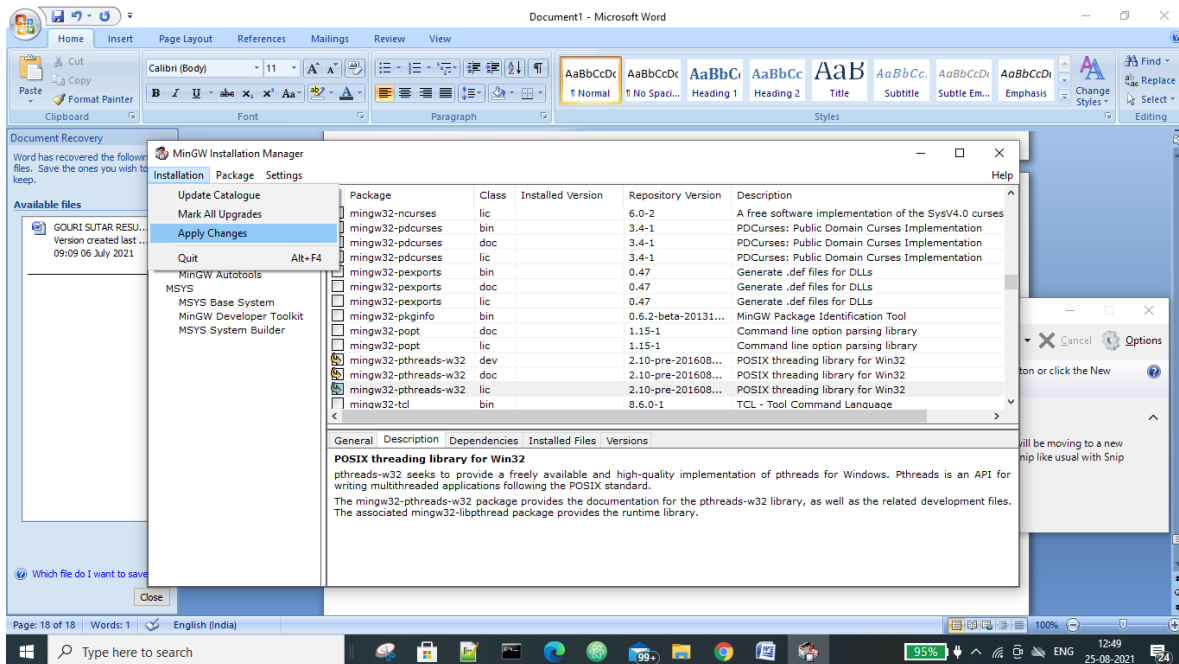 Document1 - Microsoft Word
Home Insert Page Layout References Mailings Review View
Cut
Copy
Format Painter
Paste
Clipboard
Calibri (Body) 11
Font
Paragraph
AaBbCcDc AaBbCcDc AaBbC AaBbCc AaB AaBbCc. AaBbCcDc AaBbCcDc
¶ Normal ¶ No Spaci... Heading 1 Heading 2 Title Subtitle Subtle Em... Emphasis
Change
Styles
Styles
Find
Replace
Select
Editing
Document Recovery
Word has recovered the followin
files. Save the ones you wish to
keep.
Available files
GOURI SUTAR RESU...
Version created last ...
09:09 06 July 2021
Which file do I want to save
Close
MinGW Installation Manager
Installation Package Settings Help
Update Catalogue
Mark All Upgrades
Apply Changes
Quit Alt+F4
MinGW Autotools
MSYS
MSYS Base System
MinGW Developer Toolkit
MSYS System Builder
Package Class Installed Version Repository Version Description
mingw32-ncurses lic 6.0-2 A free software implementation of the SysV4.0 curses
mingw32-pdcurses bin 3.4-1 PDCurses: Public Domain Curses Implementation
mingw32-pdcurses doc 3.4-1 PDCurses: Public Domain Curses Implementation
mingw32-pdcurses lic 3.4-1 PDCurses: Public Domain Curses Implementation
mingw32-pexports bin 0.47 Generate .def files for DLLs
mingw32-pexports doc 0.47 Generate .def files for DLLs
mingw32-pexports lic 0.47 Generate .def files for DLLs
mingw32-pkginfo bin 0.6.2-beta-20131... MinGW Package Identification Tool
mingw32-popt doc 1.15-1 Command line option parsing library
mingw32-popt lic 1.15-1 Command line option parsing library
mingw32-pthreads-w32 dev 2.10-pre-201608... POSIX threading library for Win32
mingw32-pthreads-w32 doc 2.10-pre-201608... POSIX threading library for Win32
mingw32-pthreads-w32 lic 2.10-pre-201608... POSIX threading library for Win32
mingw32-tcl bin 8.6.0-1 TCL - Tool Command Language
General Description Dependencies Installed Files Versions
POSIX threading library for Win32
pthreads-w32 seeks to provide a freely available and high-quality implementation of pthreads for Windows. Pthreads is an API for
writing multithreaded applications following the POSIX standard.
The mingw32-pthreads-w32 package provides the documentation for the pthreads-w32 library, as well as the related development files.
The associated mingw32-libpthread package provides the runtime library.
Cancel Options
ton or click the New
ill be moving to a new
nip like usual with Snip
Page: 18 of 18 Words: 1 English (India) 100%
Type here to search
99+
95%
ENG
12:49
25-08-2021
24